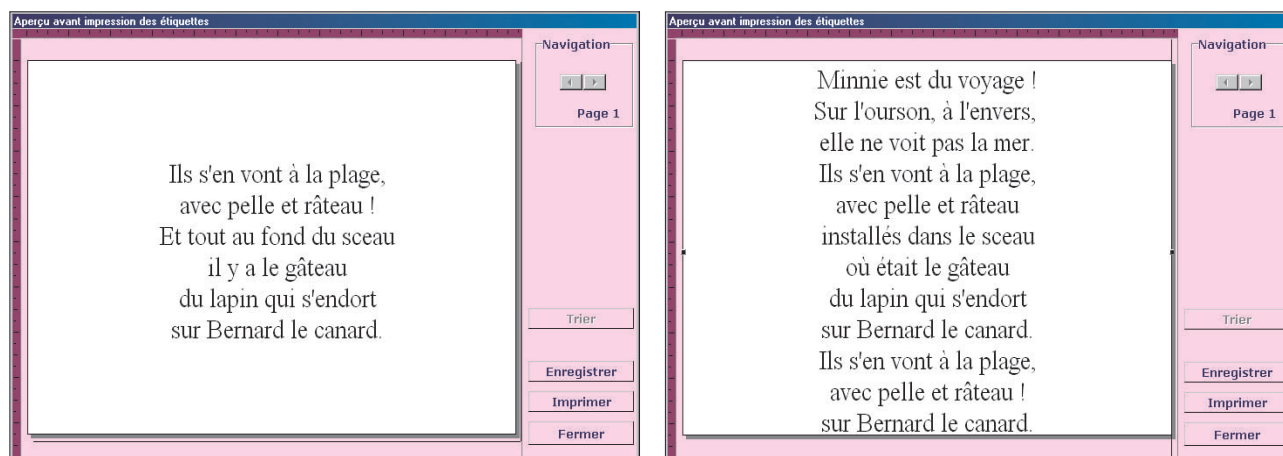 Aperçu avant impression des étiquettes
Navigation
Page 1
Ils s'en vont à la plage,
avec pelle et râteau !
Et tout au fond du sceau
il y a le gâteau
du lapin qui s'endort
sur Bernard le canard.
Trier
Enregistrer
Imprimer
Fermer
Aperçu avant impression des étiquettes
Navigation
Page 1
Minnie est du voyage !
Sur l'ourson, à l'envers,
elle ne voit pas la mer.
Ils s'en vont à la plage,
avec pelle et râteau
installés dans le sceau
où était le gâteau
du lapin qui s'endort
sur Bernard le canard.
Ils s'en vont à la plage,
avec pelle et râteau !
sur Bernard le canard.
Trier
Enregistrer
Imprimer
Fermer